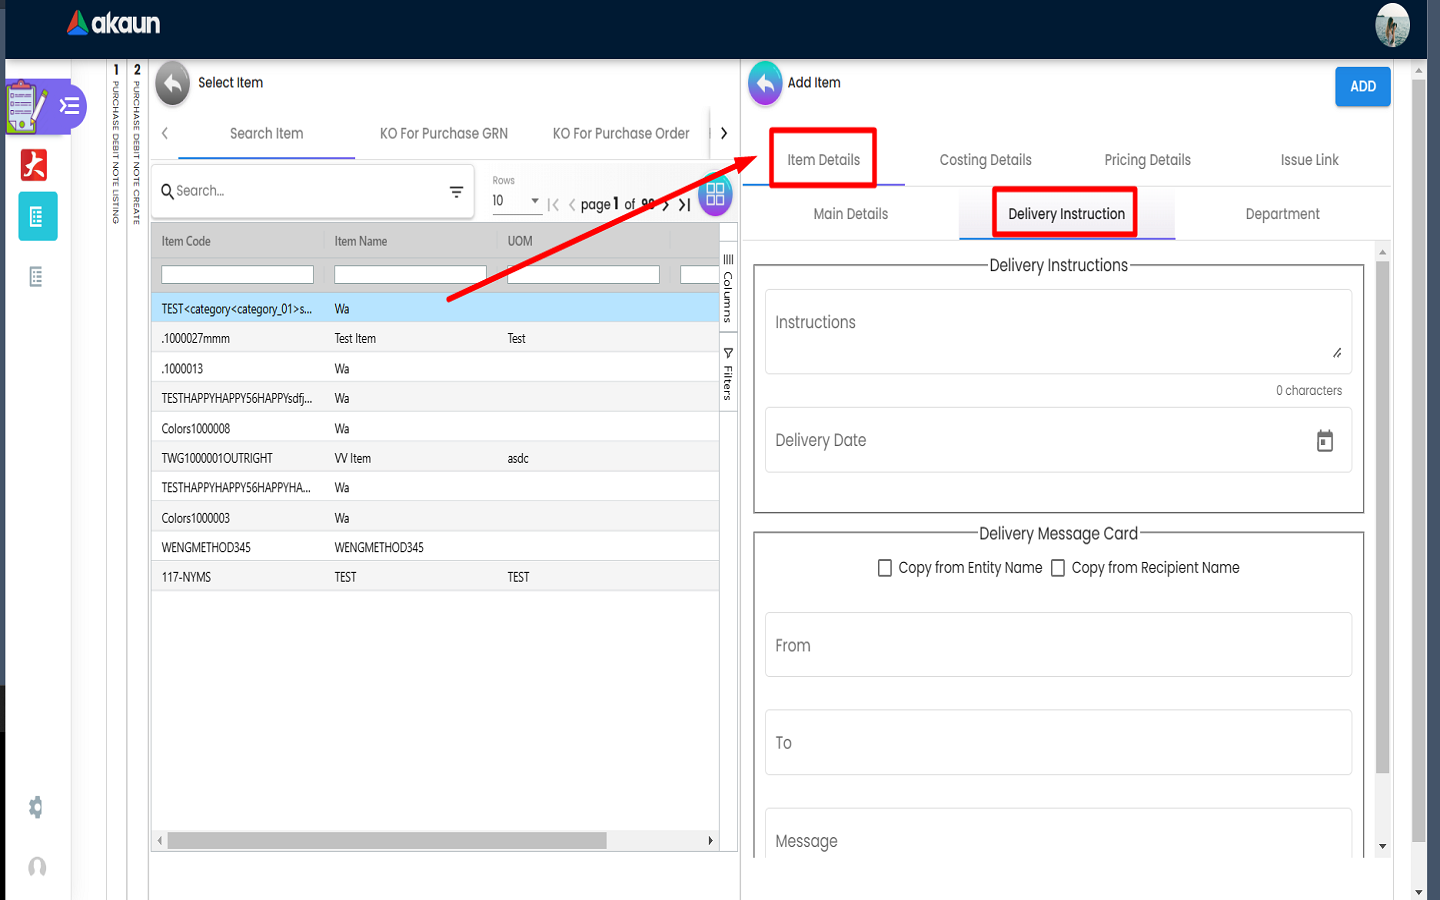 akaun
1 PURCHASE DEBIT NOTE LISTING
2 PURCHASE DEBIT NOTE CREATE
Select Item
Search Item
KO For Purchase GRN
KO For Purchase Order
Search...
Rows
10
page 1 of
Item Code
Item Name
UOM
TEST<category<category_01>s...
Wa
.1000027mmm
Test Item
Test
.1000013
Wa
TESTHAPPYHAPPY56HAPPYsdfj...
Wa
Colors1000008
Wa
TWG1000001OUTRIGHT
VV Item
asdc
TESTHAPPYHAPPY56HAPPYHA...
Wa
Colors1000003
Wa
WENGMETHOD345
WENGMETHOD345
117-NYMS
TEST
TEST
Columns
Filters
Add Item
ADD
Item Details
Costing Details
Pricing Details
Issue Link
Main Details
Delivery Instruction
Department
Delivery Instructions
Instructions
0 characters
Delivery Date
Delivery Message Card
Copy from Entity Name
Copy from Recipient Name
From
To
Message